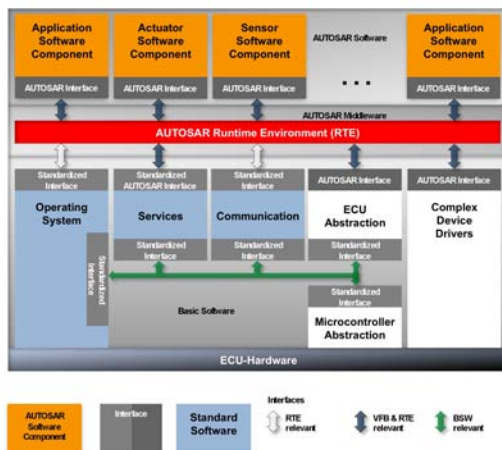 Application
Software
Component
Actuator
Software
Component
Sensor
Software
Component
AUTOSAR Software
Application
Software
Component
AUTOSAR Interface
AUTOSAR Interface
AUTOSAR Interface
...
AUTOSAR Interface
AUTOSAR Middleware
AUTOSAR Runtime Environment (RTE)
Standardized
Interface
Standardized
AUTOSAR Interface
Standardized
Interface
AUTOSAR Interface
AUTOSAR Interface
Operating
System
Services
Communication
ECU
Abstraction
Complex
Device
Drivers
Standardized
Interface
Standardized
Interface
Standardized
Interface
Standardized
Interface
Standardized
Interface
Basic Software
Microcontroller
Abstraction
ECU-Hardware
AUTOSAR
Software
Component
Interface
Standard
Software
Interfaces
RTE
relevant
VFB & RTE
relevant
BSW
relevant